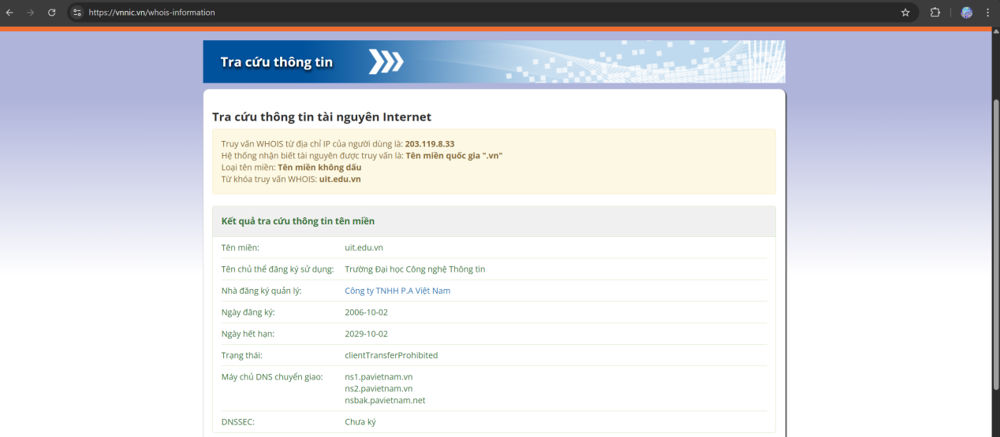 https://vnnic.vn/whois-information
Tra cứu thông tin
Tra cứu thông tin tài nguyên Internet
Truy vấn WHOIS từ địa chỉ IP của người dùng là: 203.119.8.33
Hệ thống nhận biết tài nguyên được truy vấn là: Tên miền quốc gia ".vn"
Loại tên miền: Tên miền không dấu
Từ khóa truy vấn WHOIS: uit.edu.vn
Kết quả tra cứu thông tin tên miền
Tên miền: uit.edu.vn
Tên chủ thể đăng ký sử dụng: Trường Đại học Công nghệ Thông tin
Nhà đăng ký quản lý: Công ty TNHH P.A Việt Nam
Ngày đăng ký: 2006-10-02
Ngày hết hạn: 2029-10-02
Trạng thái: clientTransferProhibited
Máy chủ DNS chuyển giao: ns1.pavietnam.vn
ns2.pavietnam.vn
nsbak.pavietnam.net
DNSSEC: Chưa ký